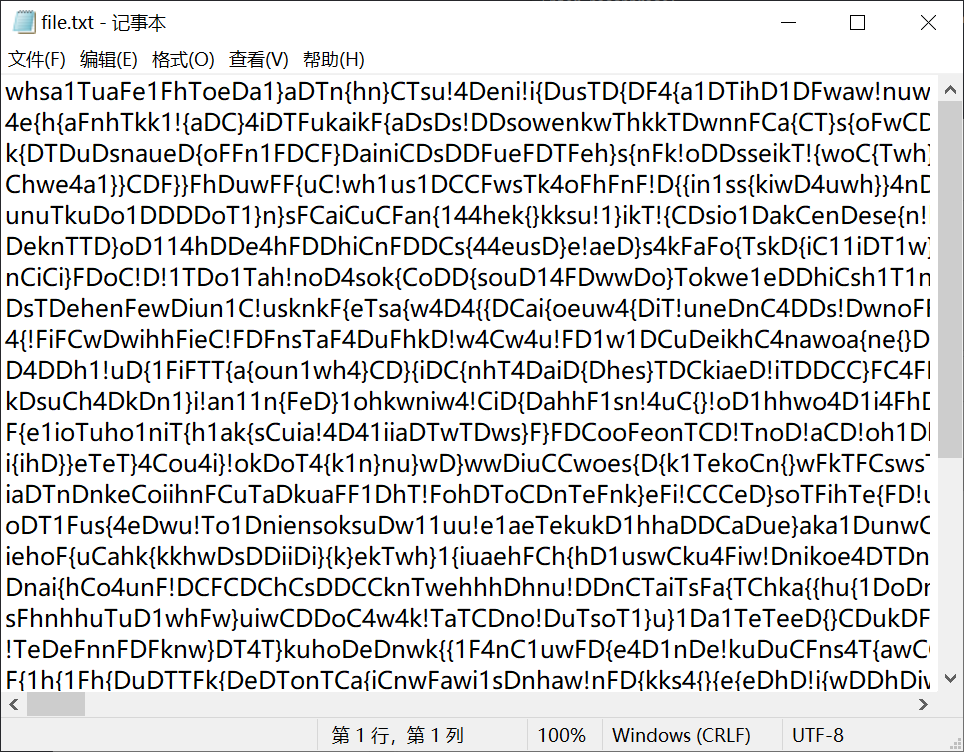 file.txt - 记事本
文件(F) 编辑(E) 格式(O) 查看(V) 帮助(H)
whsa1TuaFe1FhToeDa1}aDTn{hn}CTsu!4Deni!i{DusTD{DF4{a1DTihD1DFwaw!nuw
4e{h{aFnhTkk1!{aDC}4iDTFukaikF{aDsDs!DDsowenkwThkkTDwnnFCa{CT}s{oFwCD
k{DTDuDsnaueD{oFFn1FDCF}DainiCDsDDFueFDTFeh}s{nFk!oDDsseikT!{woC{Twh}
Chwe4a1}}CDF}}FhDuwFF{uC!wh1us1DCCFwsTk4oFhFnF!D{{in1ss{kiwD4uwh}}4nD
unuTkuDo1DDDDoT1}n}sFCaiCuCFan{144hek{}kksu!1}ikT!{CDsio1DakCenDese{n!
DeknTTD}oD114hDDe4hFDDhiCnFDDCs{44eusD}e!aeD}s4kFaFo{TskD{iC11iDT1w}
nCiCi}FDoC!D!1TDo1Tah!noD4sok{CoDD{souD14FDwwDo}Tokwe1eDDhiCsh1T1n
DsTDehenFewDiun1C!usknkF{eTsa{w4D4{{DCai{oeuw4{DiT!uneDnC4DDs!DwnoF
4{!FiFCwDwihhFieC!FDFnsTaF4DuFhkD!w4Cw4u!FD1w1DCuDeikhC4nawoa{ne{}D
D4DDh1!uD{1FiFTT{a{oun1wh4}CD}{iDC{nhT4DaiD{Dhes}TDCkiaeD!iTDDCC}FC4F
kDsuCh4DkDn1}i!an11n{FeD}1ohkwniw4!CiD{DahhF1sn!4uC{}!oD1hhwo4D1i4FhD
F{e1ioTuho1niT{h1ak{sCuia!4D41iiaDTwTDws}F}FDCooFeonTCD!TnoD!aCD!oh1D
i{ihD}}eTeT}4Cou4i}!okDoT4{k1n}nu}wD}wwDiuCCwoes{D{k1TekoCn{}wFkTFCsws
iaDTnDnkeCoiihnFCuTaDkuaFF1DhT!FohDToCDnTeFnk}eFi!CCCeD}soTFihTe{FD!u
oDT1Fus{4eDwu!To1DniensoksuDw11uu!e1aeTekukD1hhaDDCaDue}aka1DunwC
iehoF{uCahk{kkhwDsDDiiDi}{k}ekTwh}1{iuaehFCh{hD1uswCku4Fiw!Dnikoe4DTDn
Dnai{hCo4unF!DCFCDChCsDDCCknTwehhhDhnu!DDnCTaiTsFa{TChka{{hu{1DoD
sFhnhhuTuD1whFw}uiwCDDoC4w4k!TaTCDno!DuTsoT1}u}1Da1TeTeeD{}CDukDF
!TeDeFnnFDFknw}DT4T}kuhoDeDnwk{{1F4nC1uwFD{e4D1nDe!kuDuCFns4T{awC
F{1h{1Fh{DuDTTFk{DeDTonTCa{iCnwFawi1sDnhaw!nFD{kks4{}{e{eDhD!i{wDDhDi
第 1 行，第 1 列
100%
Windows (CRLF)
UTF-8